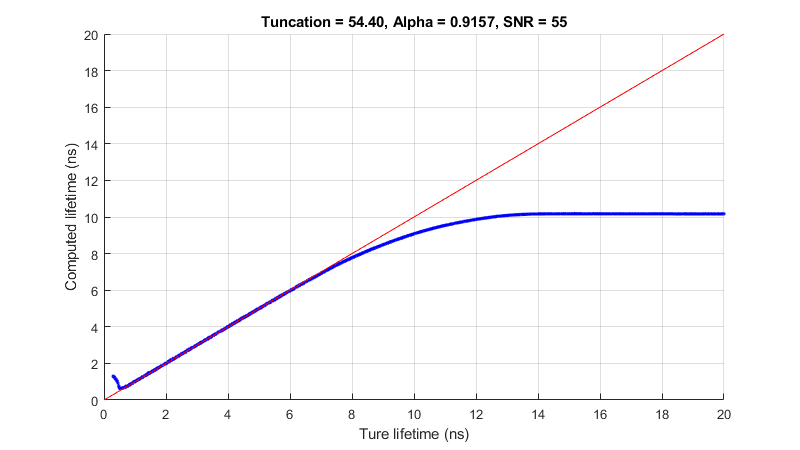 Tuncation = 54.40, Alpha = 0.9157, SNR = 55
20
18
16
14
12
10
8
6
4
2
0
Computed lifetime (ns)
0 2 4 6 8 10 12 14 16 18 20
Ture lifetime (ns)